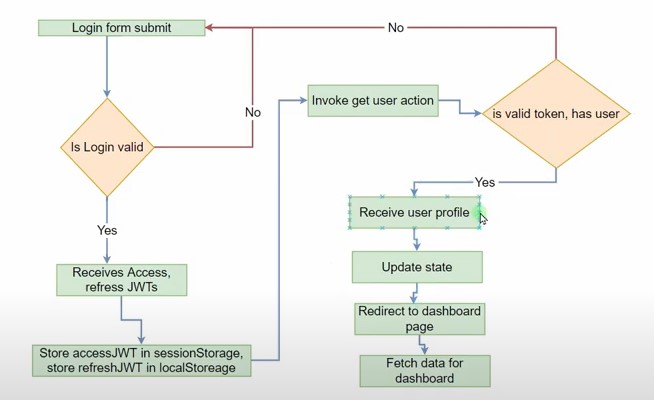 Login form submit
No
Invoke get user action
is valid token, has user
No
Is Login valid
Yes
Receive user profile
Yes
Receives Access,
refress JWTs
Update state
Redirect to dashboard
page
Store accessJWT in sessionStorage,
store refreshJWT in localStoreage
Fetch data for
dashboard